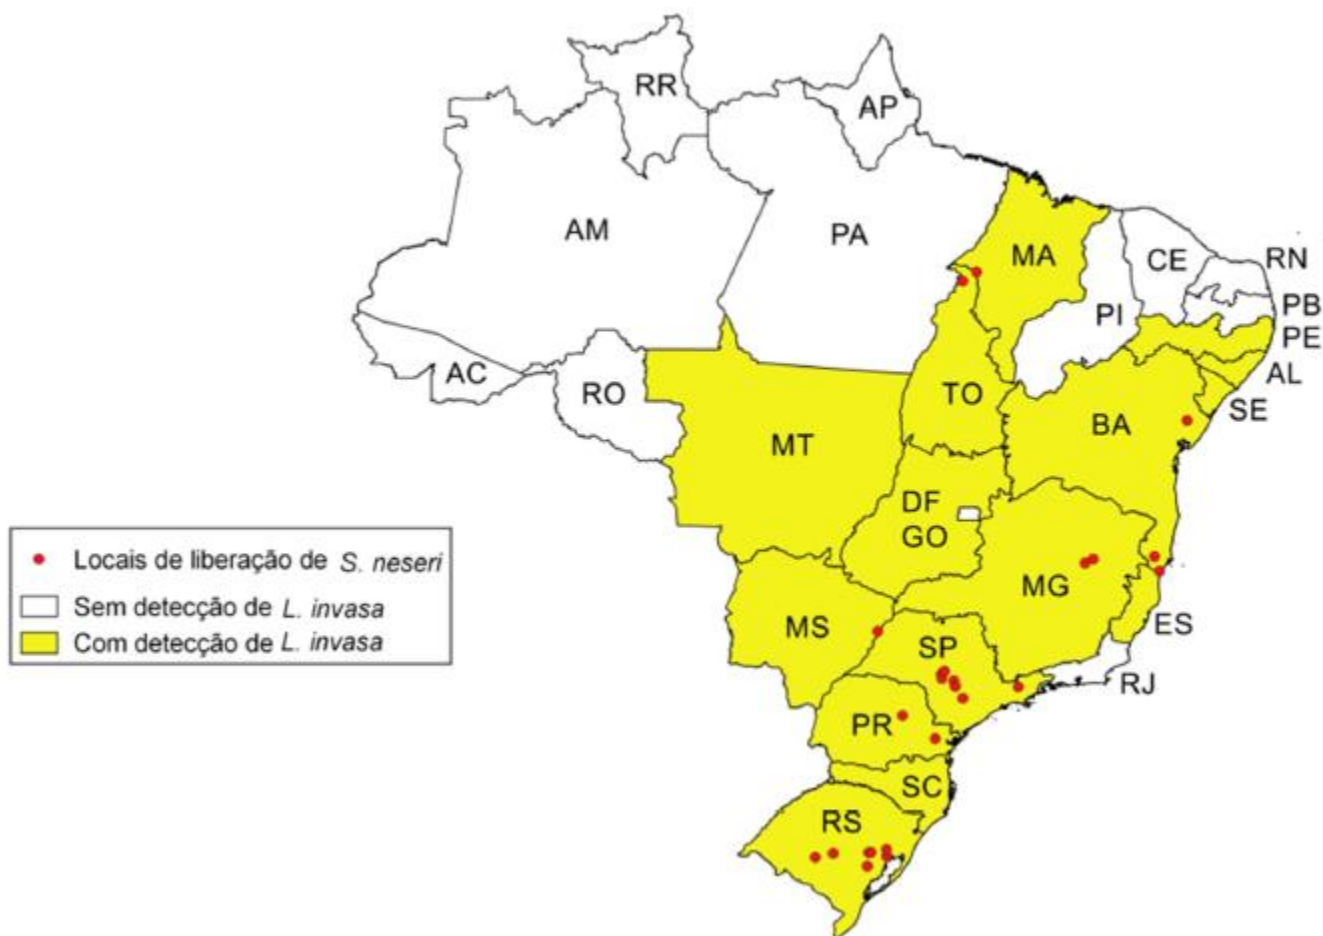 RR
AP
AM
PA
MA
CE
RN
PB
PI
PE
AC
RO
TO
AL
SE
BA
MT
DF
GO
MG
MS
ES
SP
RJ
PR
SC
RS
Locais de liberação de S. neseri
Sem detecção de L. invasa
Com detecção de L. invasa